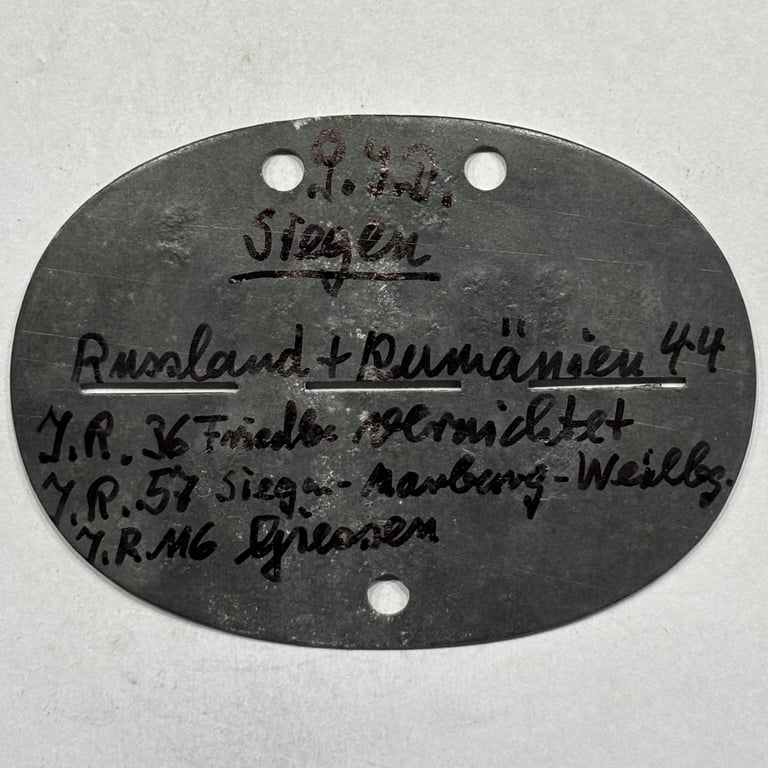 9. J.D.
Siegen
Russland + Rumänien 44
J.R. 36 Friedbg. vernichtet
J.R. 57 Siegen - Marburg - Weilbg.
J.R. 116 Giessen